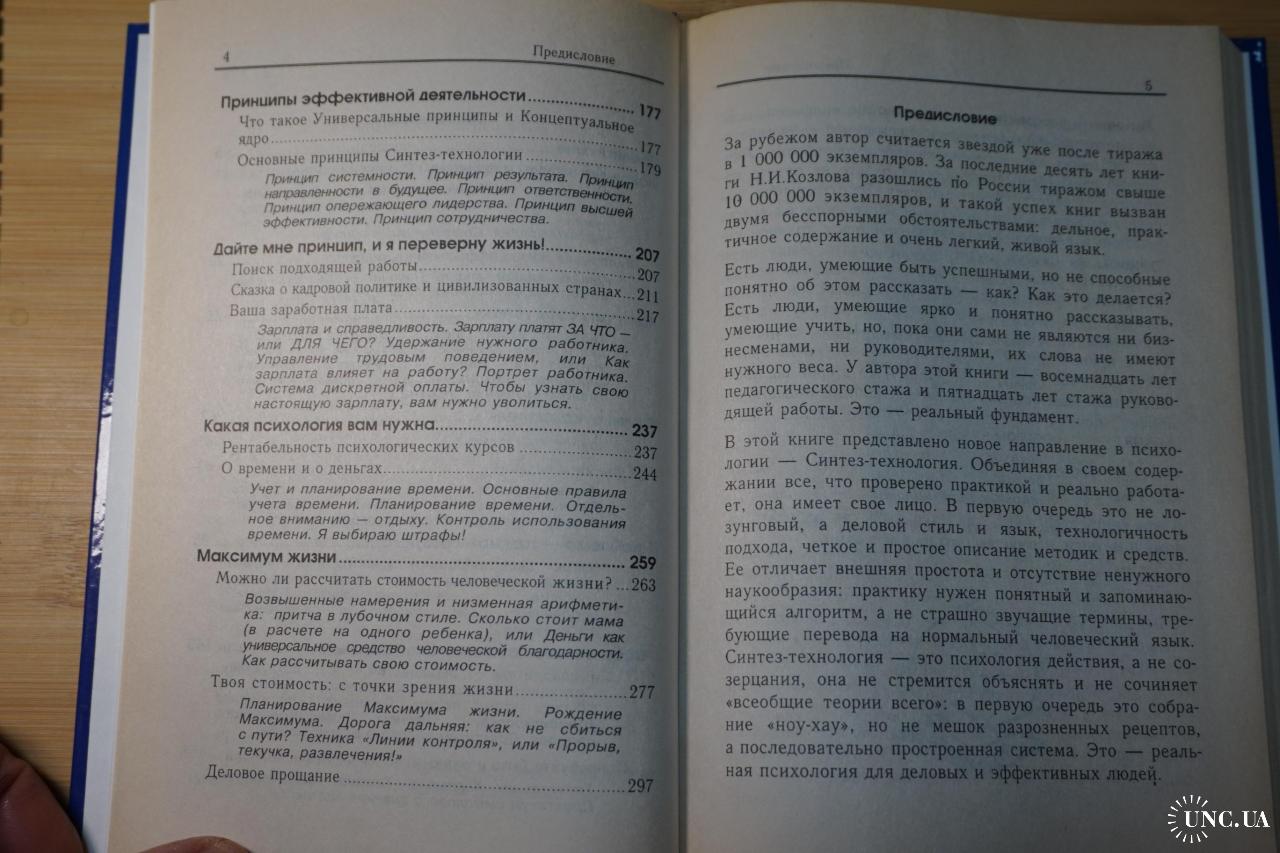 4 Предисловие
Принципы эффективной деятельности............ 177
Что такое Универсальные принципы и Концептуальное
ядро............ 177
Основные принципы Синтез-технологии............ 179
Принцип системности. Принцип результата. Принцип
направленности в будущее. Принцип ответственности.
Принцип опережающего лидерства. Принцип высшей
эффективности. Принцип сотрудничества.
Дайте мне принцип, и я переверну жизнь!............ 207
Поиск подходящей работы............ 207
Сказка о кадровой политике и цивилизованных странах...211
Ваша заработная плата............ 217
Зарплата и справедливость. Зарплату платят ЗА ЧТО —
или ДЛЯ ЧЕГО? Удержание нужного работника.
Управление трудовым поведением, или Как
зарплата влияет на работу? Портрет работника.
Система дискретной оплаты. Чтобы узнать свою
настоящую зарплату, вам нужно уволиться.
Какая психология вам нужна............ 237
Рентабельность психологических курсов ............ 237
О времени и о деньгах............ 244
Учет и планирование времени. Основные правила
учета времени. Планирование времени. Отдель-
ное вниманию — отдыху. Контроль использования
времени. Я выбираю штрафы!
Максимум жизни............ 259
Можно ли рассчитать стоимость человеческой жизни? ...263
Возвышенные намерения и низменная арифмети-
ка: притча в лубочном стиле. Сколько стоит мама
(в расчете на одного ребенка), или Деньги как
универсальное средство человеческой благодарности.
Как рассчитывать свою стоимость.
Твоя стоимость: с точки зрения жизни............ 277
Планирование Максимума жизни. Рождение
Максимума. Дорога дальняя: как не сбиться
с пути? Техника «Линии контроля», или «Прорыв,
текучка, развлечения!»
Деловое прощание ............ 297
5
Предисловие
За рубежом автор считается звездой уже после тиража
в 1 000 000 экземпляров. За последние десять лет кни-
ги Н.И.Козлова разошлись по России тиражом свыше
10 000 000 экземпляров, и такой успех книг вызван
двумя бесспорными обстоятельствами: дельное, прак-
тичное содержание и очень легкий, живой язык.
Есть люди, умеющие быть успешными, но не способные
понятно об этом рассказать — как? Как это делается?
Есть люди, умеющие ярко и понятно рассказывать,
умеющие учить, но, пока они сами не являются ни биз-
несменами, ни руководителями, их слова не имеют
нужного веса. У автора этой книги — восемнадцать лет
педагогического стажа и пятнадцать лет стажа руково-
дящей работы. Это — реальный фундамент.
В этой книге представлено новое направление в психо-
логии — Синтез-технология. Объединяя в своем содер-
жании все, что проверено практикой и реально работа-
ет, она имеет свое лицо. В первую очередь это не ло-
зунговый, а деловой стиль и язык, технологичность
подхода, четкое и простое описание методик и средств.
Ее отличает внешняя простота и отсутствие ненужного
наукообразия: практику нужен понятный и запоминаю-
щийся алгоритм, а не страшно звучащие термины, тре-
бующие перевода на нормальный человеческий язык.
Синтез-технология — это психология действия, а не со-
зерцания, она не стремится объяснять и не сочиняет
«всеобщие теории всего»: в первую очередь это собра-
ние «ноу-хау», но не мешок разрозненных рецептов,
а последовательно простроенная система. Это — реаль-
ная психология для деловых и эффективных людей.
UNC.UA